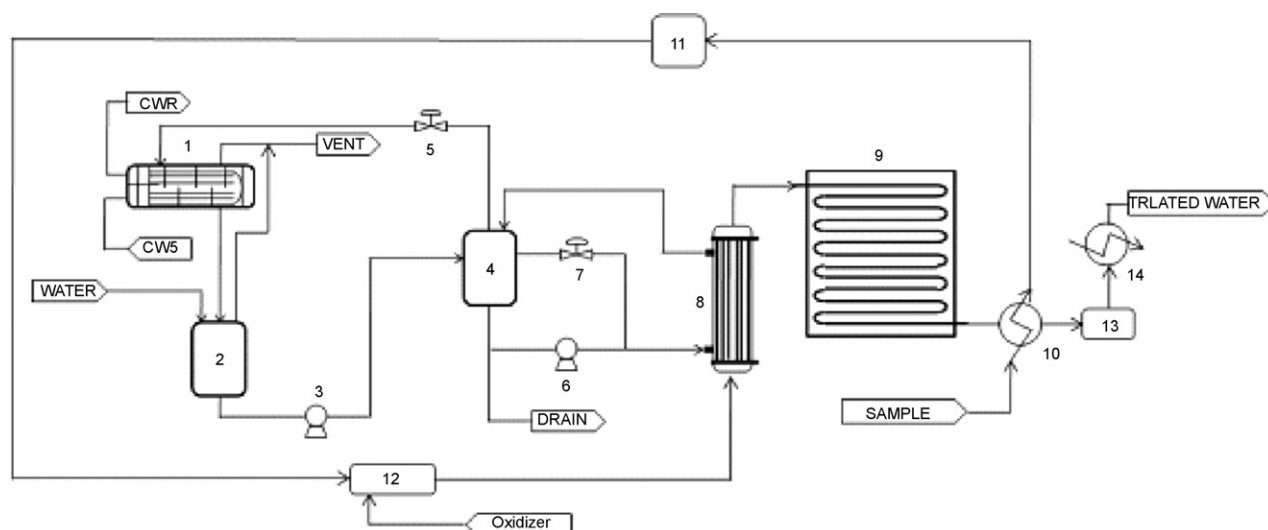 11
CWR
1
5
VENT
9
CW5
TRLATED WATER
4
7
14
WATER
8
2
13
10
6
3
SAMPLE
DRAIN
12
Oxidizer